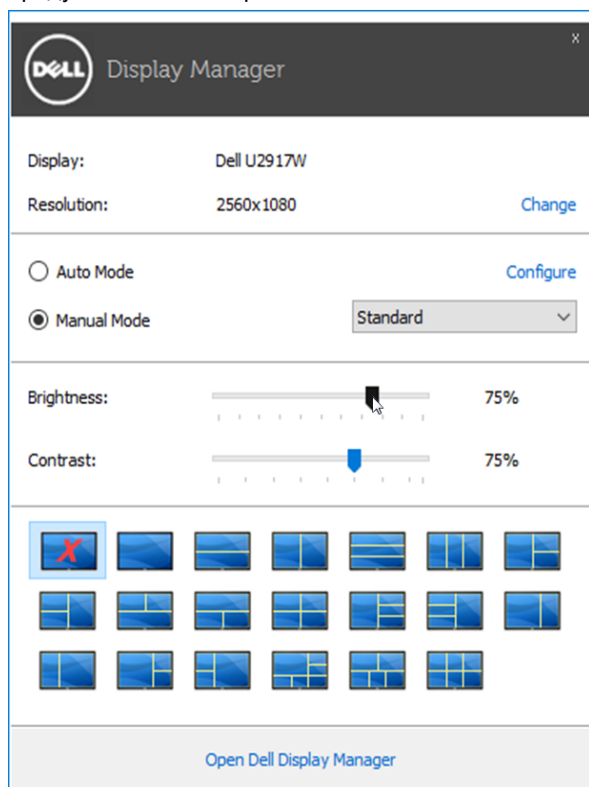 DELL Display Manager
x
Display: Dell U2917W
Resolution: 2560x1080 Change
Auto Mode Configure
Manual Mode Standard
Brightness: 75%
Contrast: 75%
X
Open Dell Display Manager